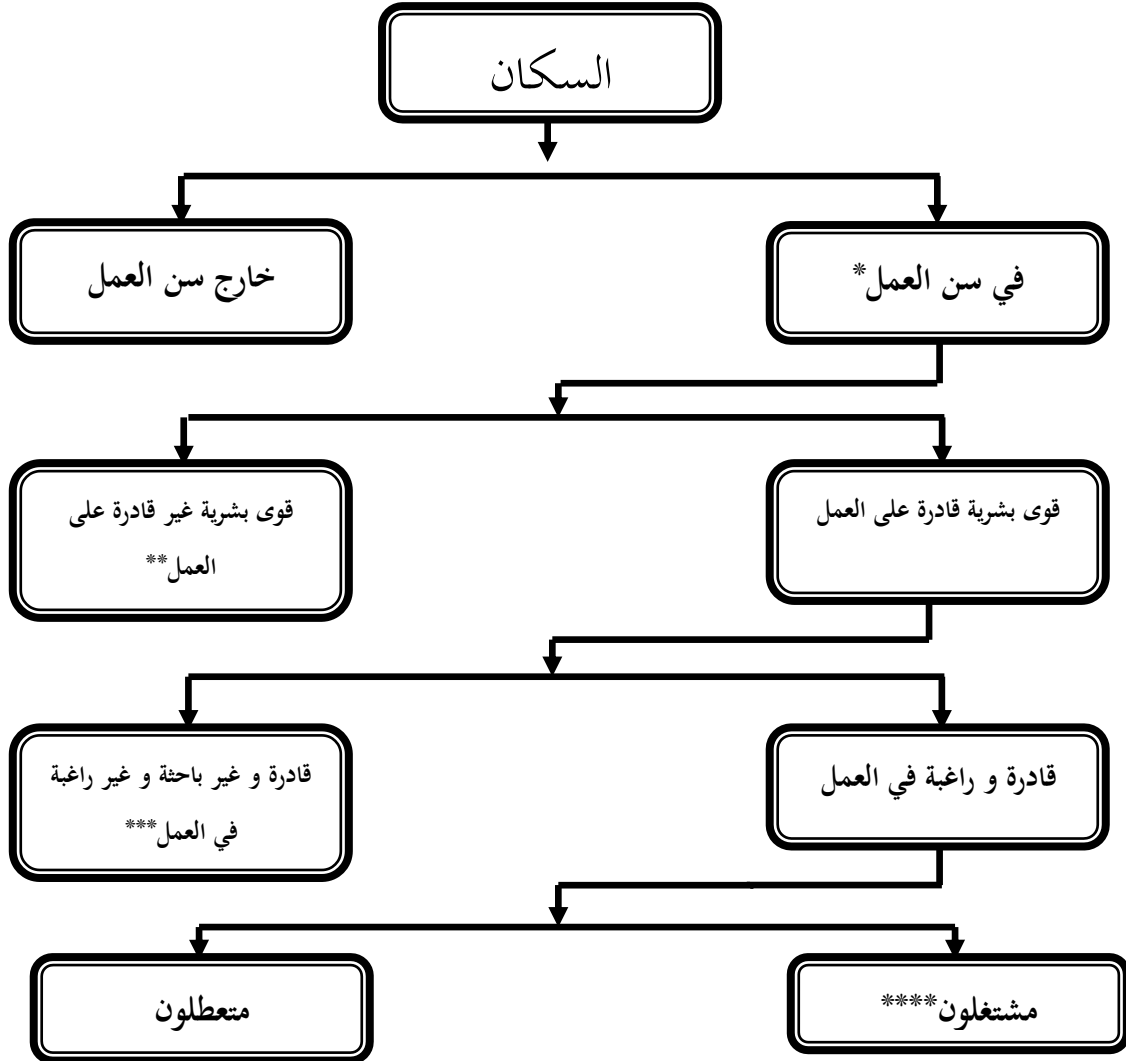 السكان
في سن العمل*
خارج سن العمل
قوى بشرية قادرة على العمل
قوى بشرية غير قادرة على
العمل**
قادرة و راغبة في العمل
قادرة و غير باحثة و غير راغبة
في العمل***
مشتغلون****
متعطلون